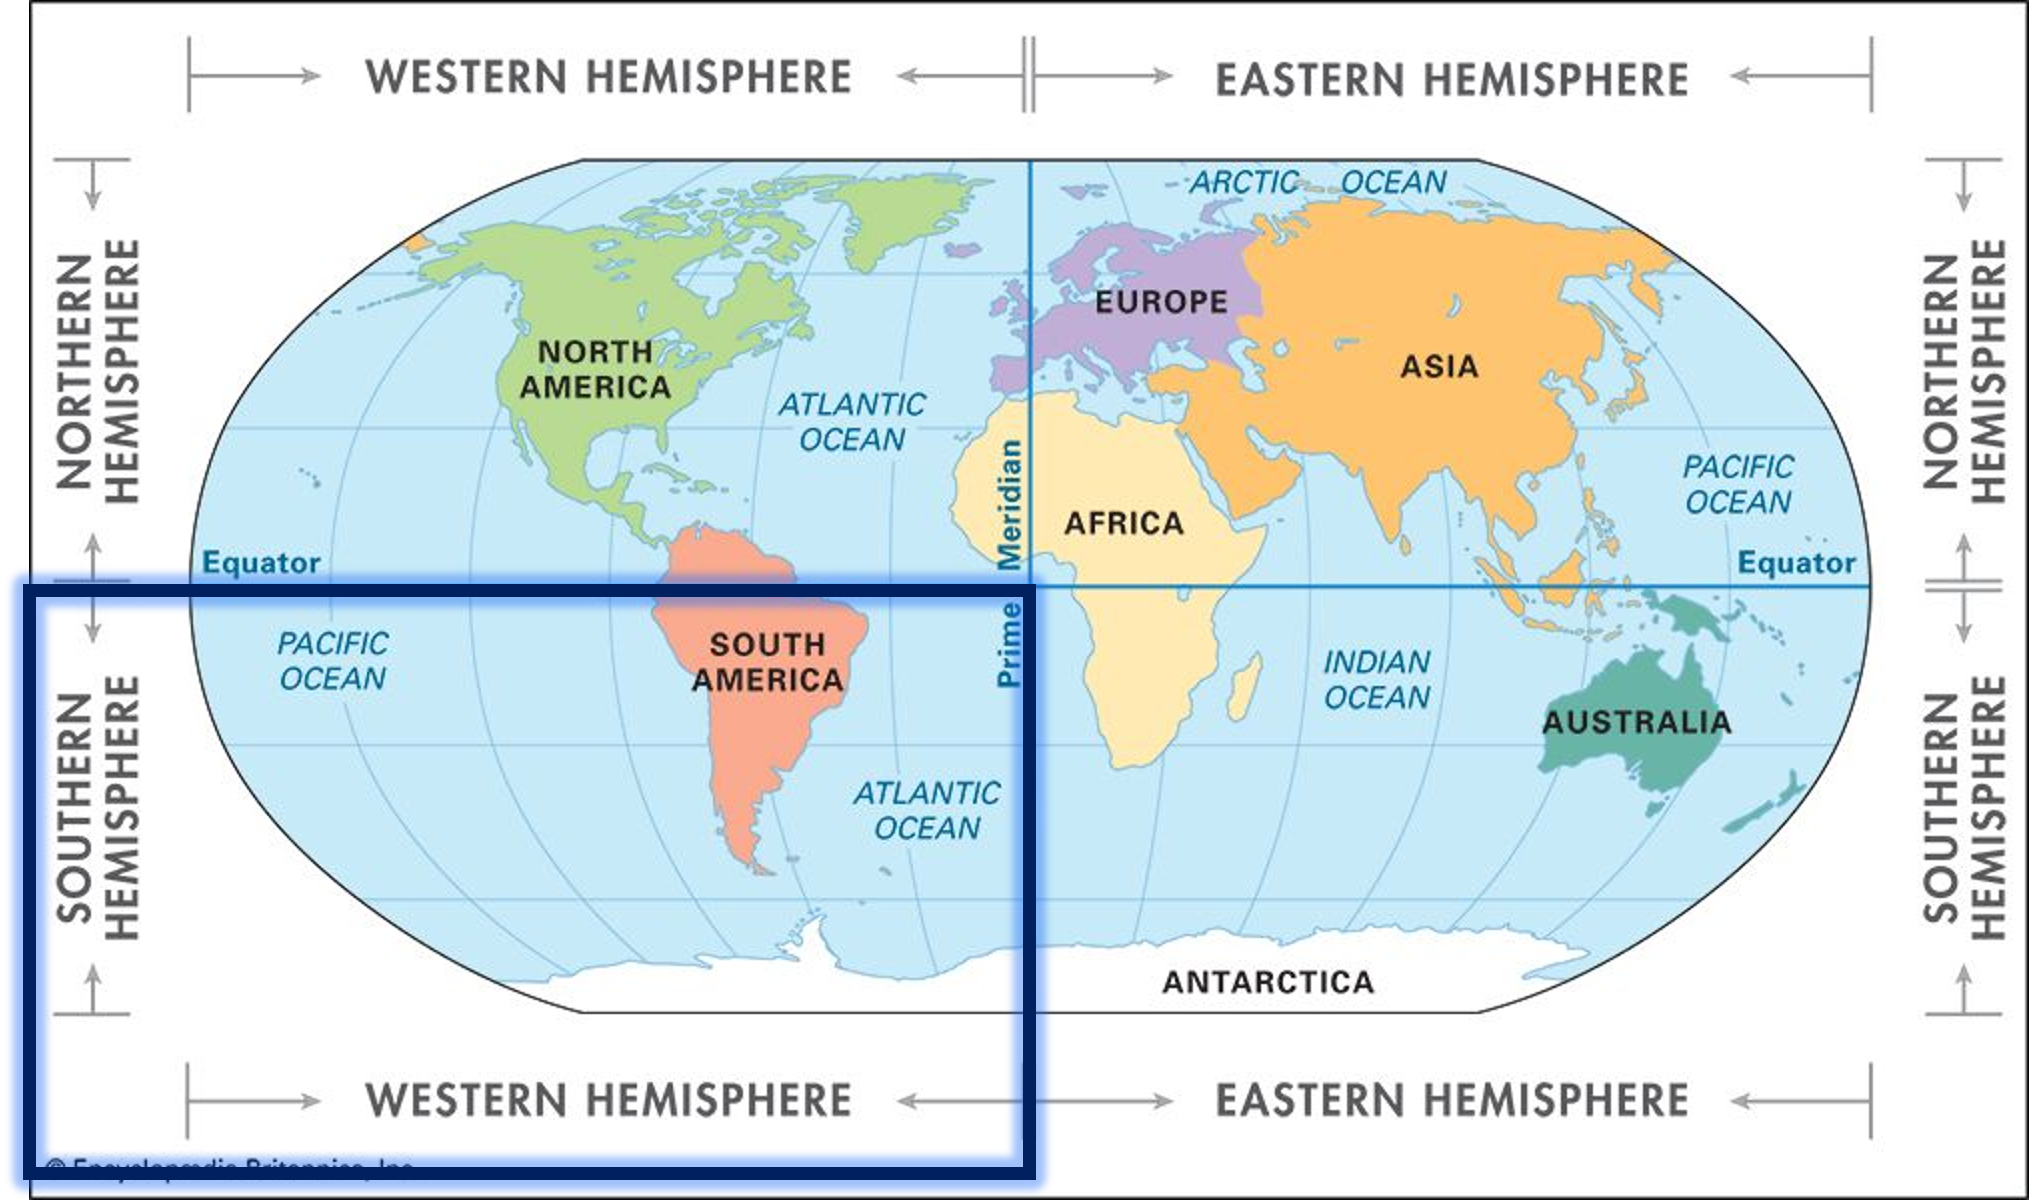 WESTERN HEMISPHERE
EASTERN HEMISPHERE
ARCTIC OCEAN
NORTHERN
HEMISPHERE
NORTH
AMERICA
EUROPE
ASIA
NORTHERN
HEMISPHERE
ATLANTIC
OCEAN
PACIFIC
OCEAN
AFRICA
Equator
Prime Meridian
Equator
PACIFIC
OCEAN
SOUTH
AMERICA
INDIAN
OCEAN
AUSTRALIA
SOUTHERN
HEMISPHERE
ATLANTIC
OCEAN
SOUTHERN
HEMISPHERE
ANTARCTICA
WESTERN HEMISPHERE
EASTERN HEMISPHERE
© Encyclopædia Britannica, Inc.